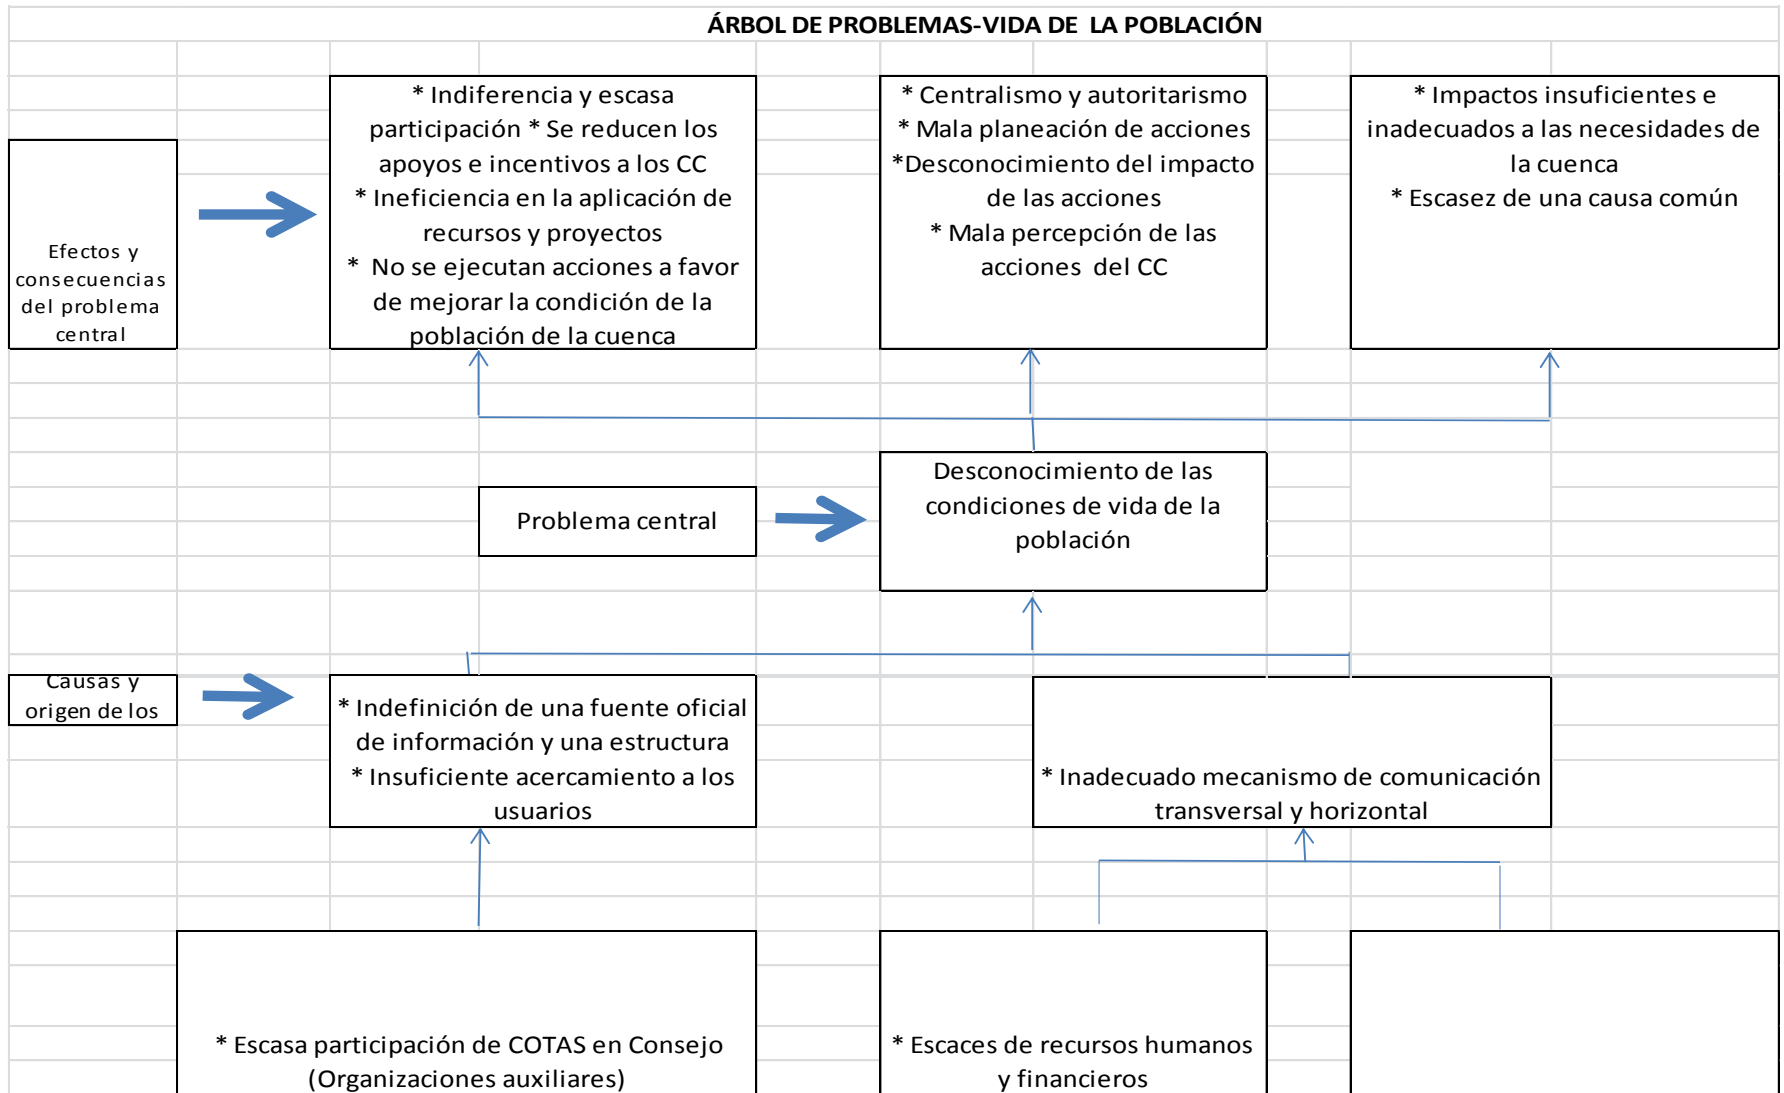 ÁRBOL DE PROBLEMAS-VIDA DE  LA POBLACIÓN
Efectos y
consecuencias
del problema
central
* Indiferencia y escasa
participación * Se reducen los
apoyos e incentivos a los CC
* Ineficiencia en la aplicación de
recursos y proyectos
*  No se ejecutan acciones a favor
de mejorar la condición de la
población de la cuenca
* Centralismo y autoritarismo
* Mala planeación de acciones
*Desconocimiento del impacto
de las acciones
* Mala percepción de las
acciones  del CC
* Impactos insuficientes e
inadecuados a las necesidades de
la cuenca
* Escasez de una causa común
Problema central
Desconocimiento de las
condiciones de vida de la
población
Causas y
origen de los
* Indefinición de una fuente oficial
de información y una estructura
* Insuficiente acercamiento a los
usuarios
* Inadecuado mecanismo de comunicación
transversal y horizontal
* Escasa participación de COTAS en Consejo
(Organizaciones auxiliares)
* Escaces de recursos humanos
y financieros